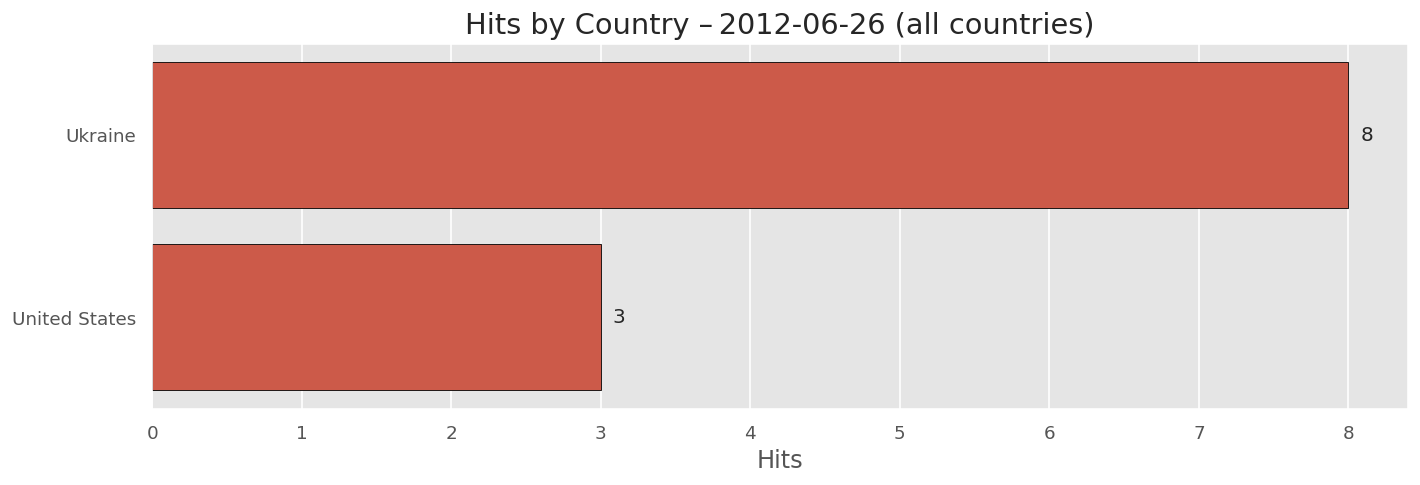 Hits by Country – 2012-06-26 (all countries)
Ukraine
8
United States
3
0 1 2 3 4 5 6 7 8
Hits